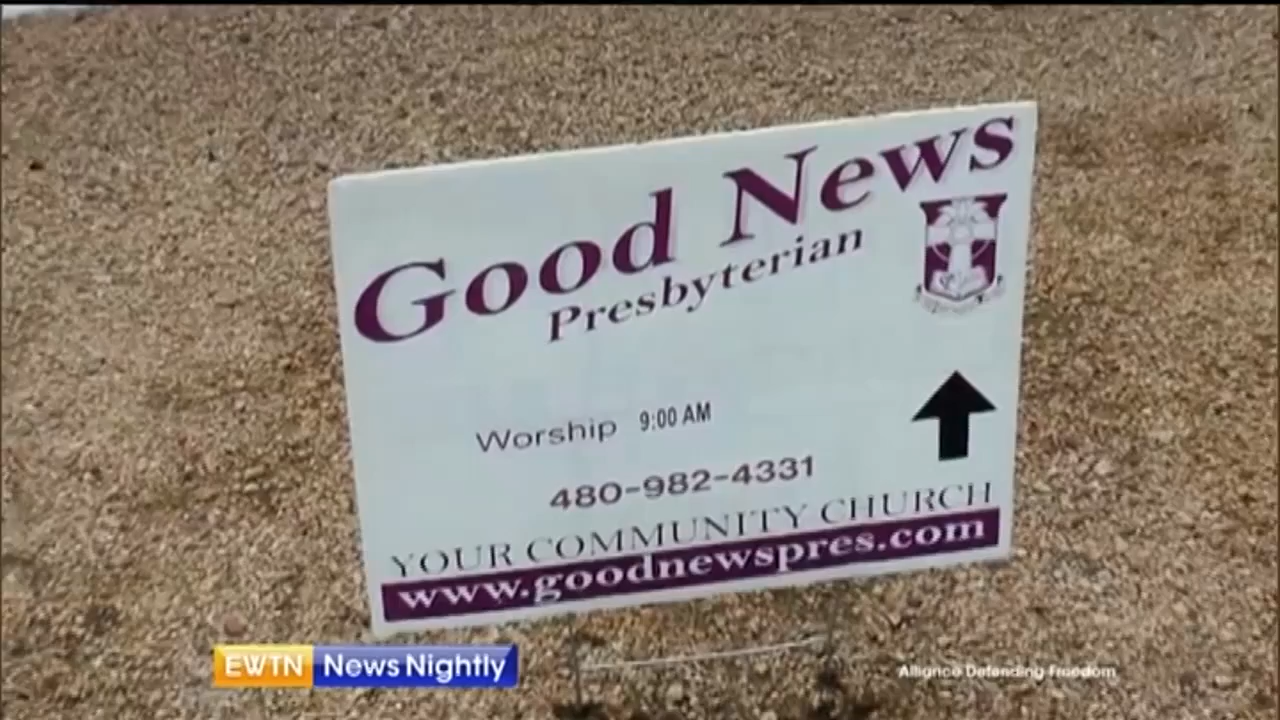 Good News
Presbyterian
Worship 9:00 AM
480-982-4331
YOUR COMMUNITY CHURCH
www.goodnewspres.com
EWTN News Nightly
Alliance Defending Freedom